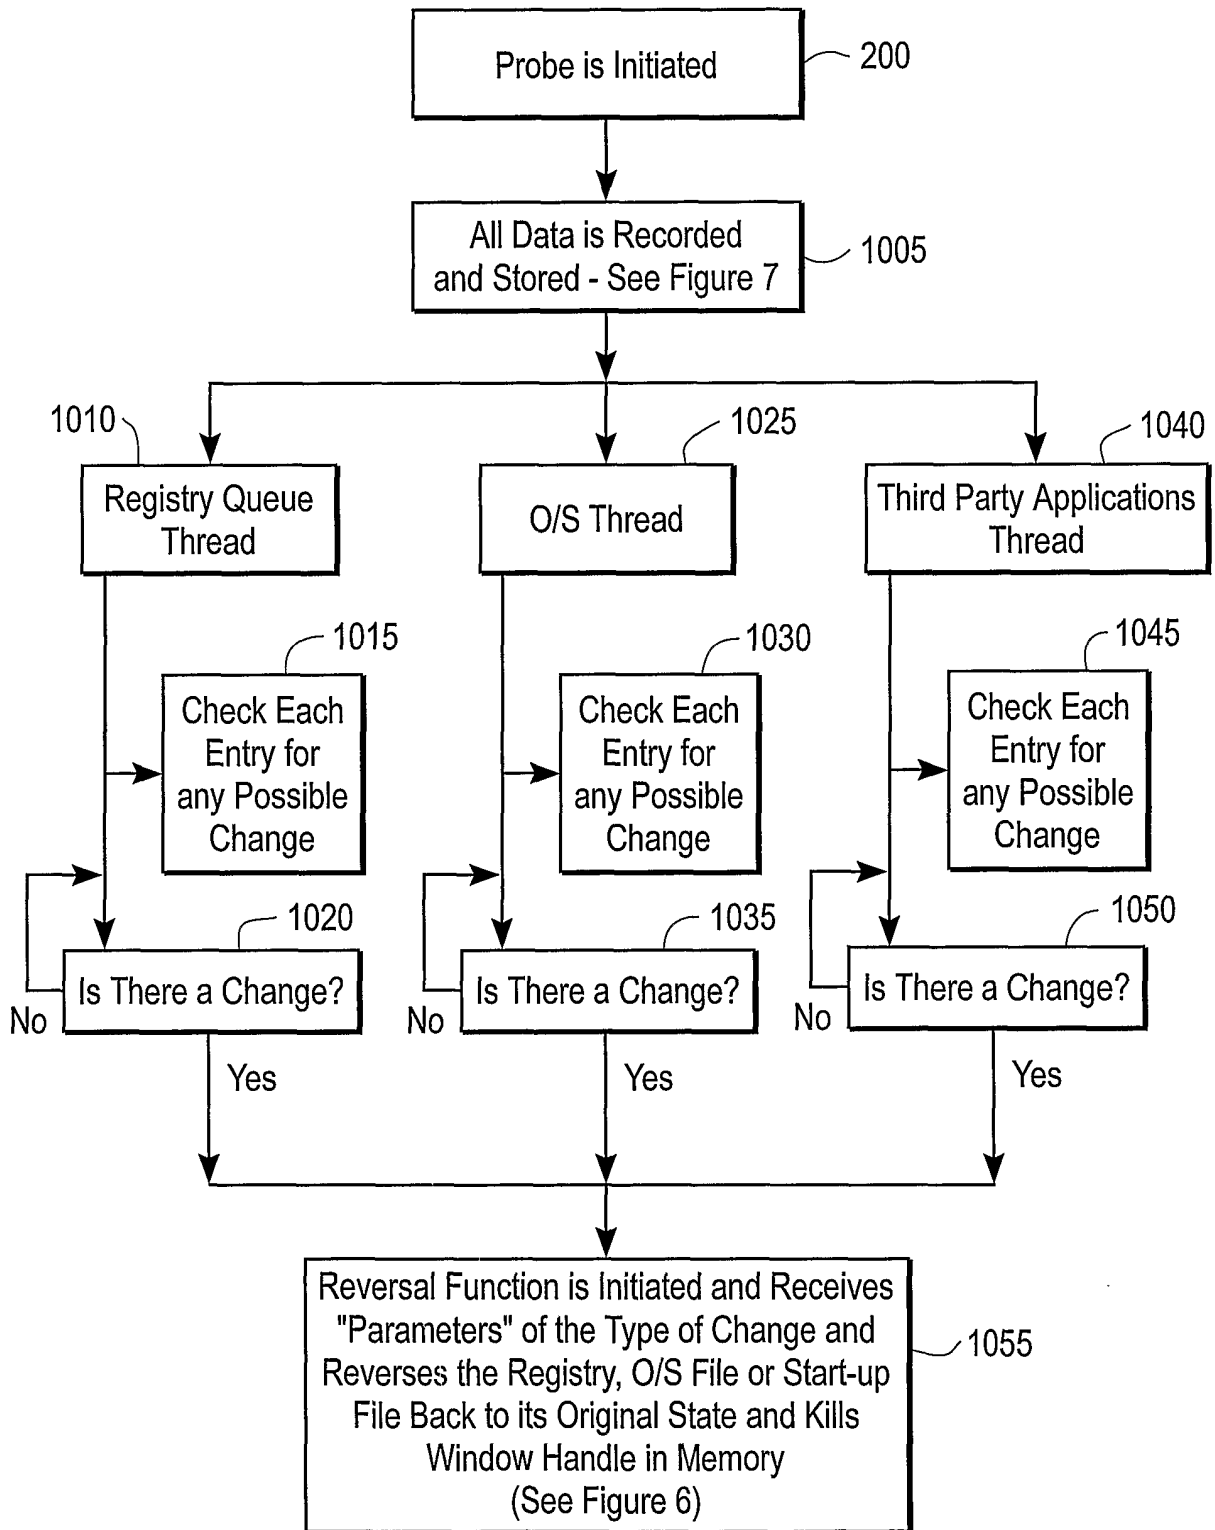 Probe is Initiated
200
All Data is Recorded
and Stored - See Figure 7
1005
1010
1025
1040
Registry Queue
Thread
O/S Thread
Third Party Applications
Thread
1015
1030
1045
Check Each
Entry for
any Possible
Change
Check Each
Entry for
any Possible
Change
Check Each
Entry for
any Possible
Change
1020
1035
1050
Is There a Change?
Is There a Change?
Is There a Change?
No
No
No
Yes
Yes
Yes
Reversal Function is Initiated and Receives
"Parameters" of the Type of Change and
Reverses the Registry, O/S File or Start-up
File Back to its Original State and Kills
Window Handle in Memory
(See Figure 6)
1055